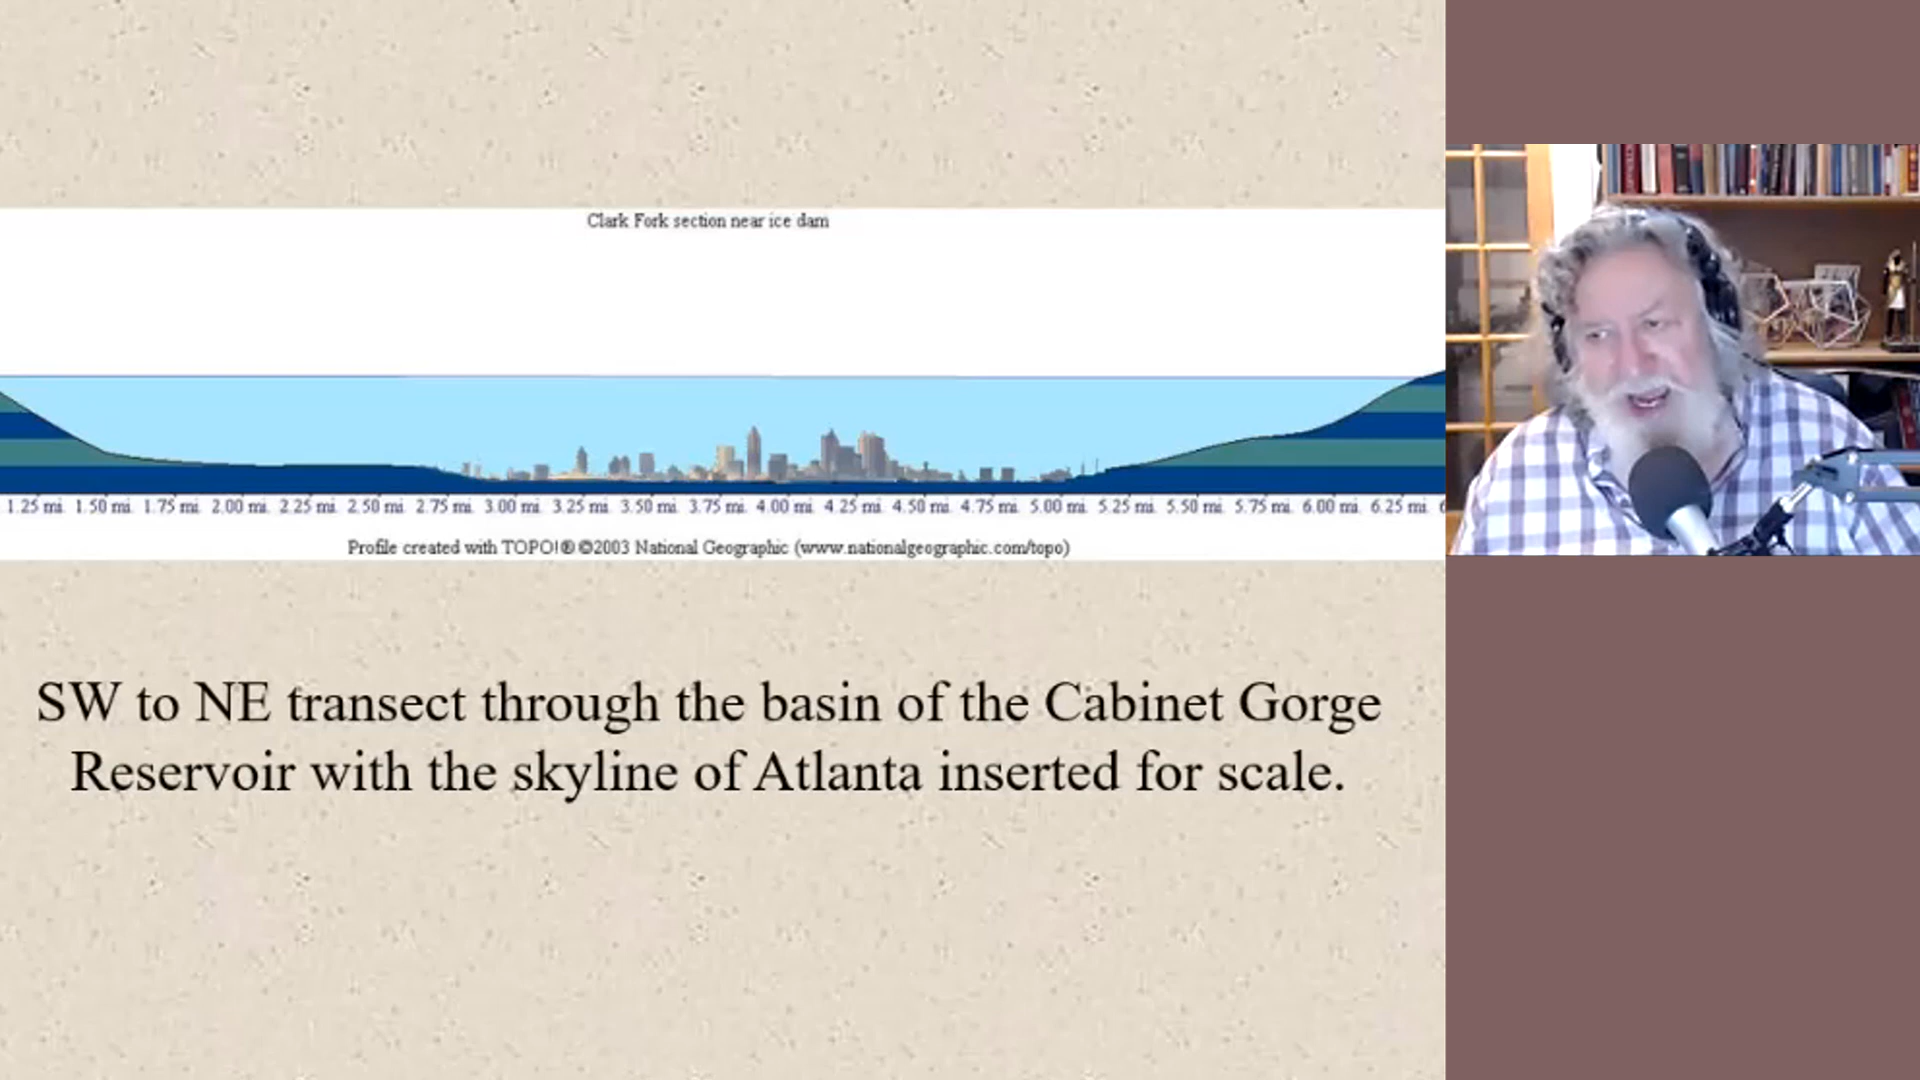 Clark Fork section near ice dam
1.25 mi. 1.50 mi. 1.75 mi. 2.00 mi. 2.25 mi. 2.50 mi. 2.75 mi. 3.00 mi. 3.25 mi. 3.50 mi. 3.75 mi. 4.00 mi. 4.25 mi. 4.50 mi. 4.75 mi. 5.00 mi. 5.25 mi. 5.50 mi. 5.75 mi. 6.00 mi. 6.25 mi. 6
Profile created with TOPO!® ©2003 National Geographic (www.nationalgeographic.com/topo)
SW to NE transect through the basin of the Cabinet Gorge
Reservoir with the skyline of Atlanta inserted for scale.